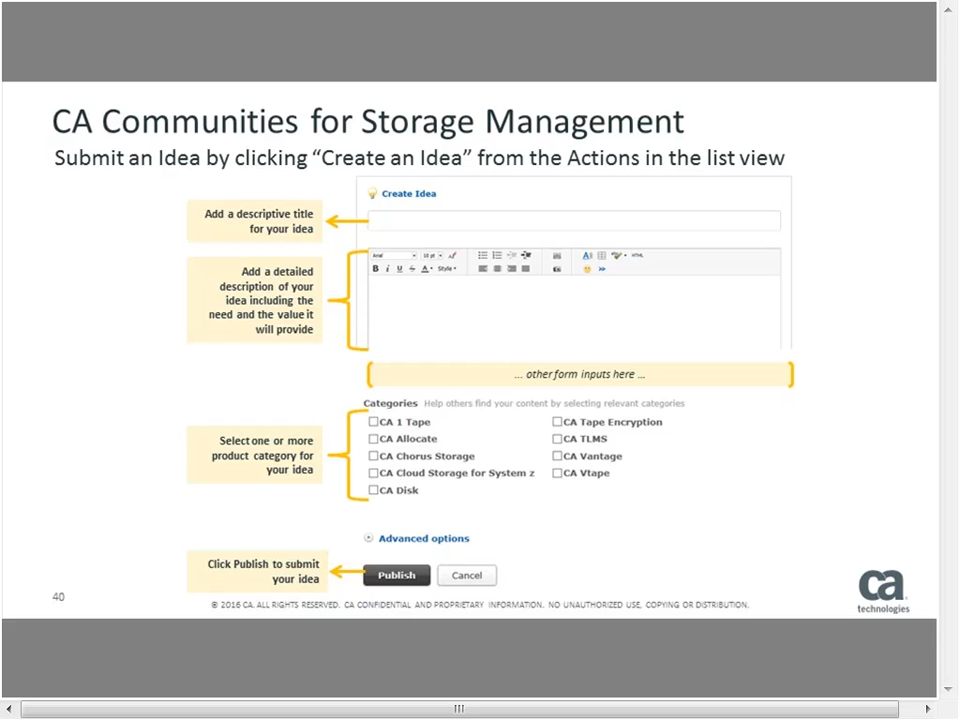 CA Communities for Storage Management
Submit an Idea by clicking “Create an Idea” from the Actions in the list view
Create Idea
Add a descriptive title
for your idea
Arial
10 pt
HTML
B I U S A Style
Add a detailed
description of your
idea including the
need and the value it
will provide
... other form inputs here ...
Categories Help others find your content by selecting relevant categories
CA 1 Tape
CA Tape Encryption
CA Allocate
CA TLMS
CA Chorus Storage
CA Vantage
CA Cloud Storage for System z
CA Vtape
CA Disk
Select one or more
product category for
your idea
Advanced options
Click Publish to submit
your idea
Publish
Cancel
40
© 2016 CA. ALL RIGHTS RESERVED. CA CONFIDENTIAL AND PROPRIETARY INFORMATION. NO UNAUTHORIZED USE, COPYING OR DISTRIBUTION.
ca
technologies